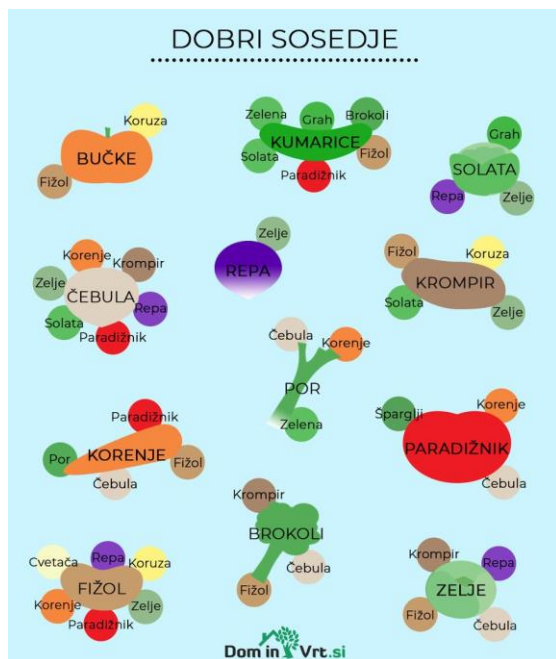 DOBRI SOSEDJE
Koruza
BUČKE
Fižol
Zelena
Grah
Brokoli
KUMARICE
Solata
Fižol
Paradižnik
Grah
SOLATA
Repa
Zelje
Korenje
Krompir
Zelje
ČEBULA
Solata
Repa
Paradižnik
Zelje
REPA
Fižol
Koruza
KROMPIR
Solata
Zelje
Čebula
Korenje
POR
Zelena
Paradižnik
KORENJE
Por
Fižol
Čebula
Šparglji
Korenje
PARADIŽNIK
Čebula
Krompir
BROKOLI
Čebula
Fižol
Cvetača
Repa
Koruza
FIŽOL
Korenje
Zelje
Paradižnik
Krompir
Repa
ZELJE
Fižol
Čebula
Dom in Vrt.si